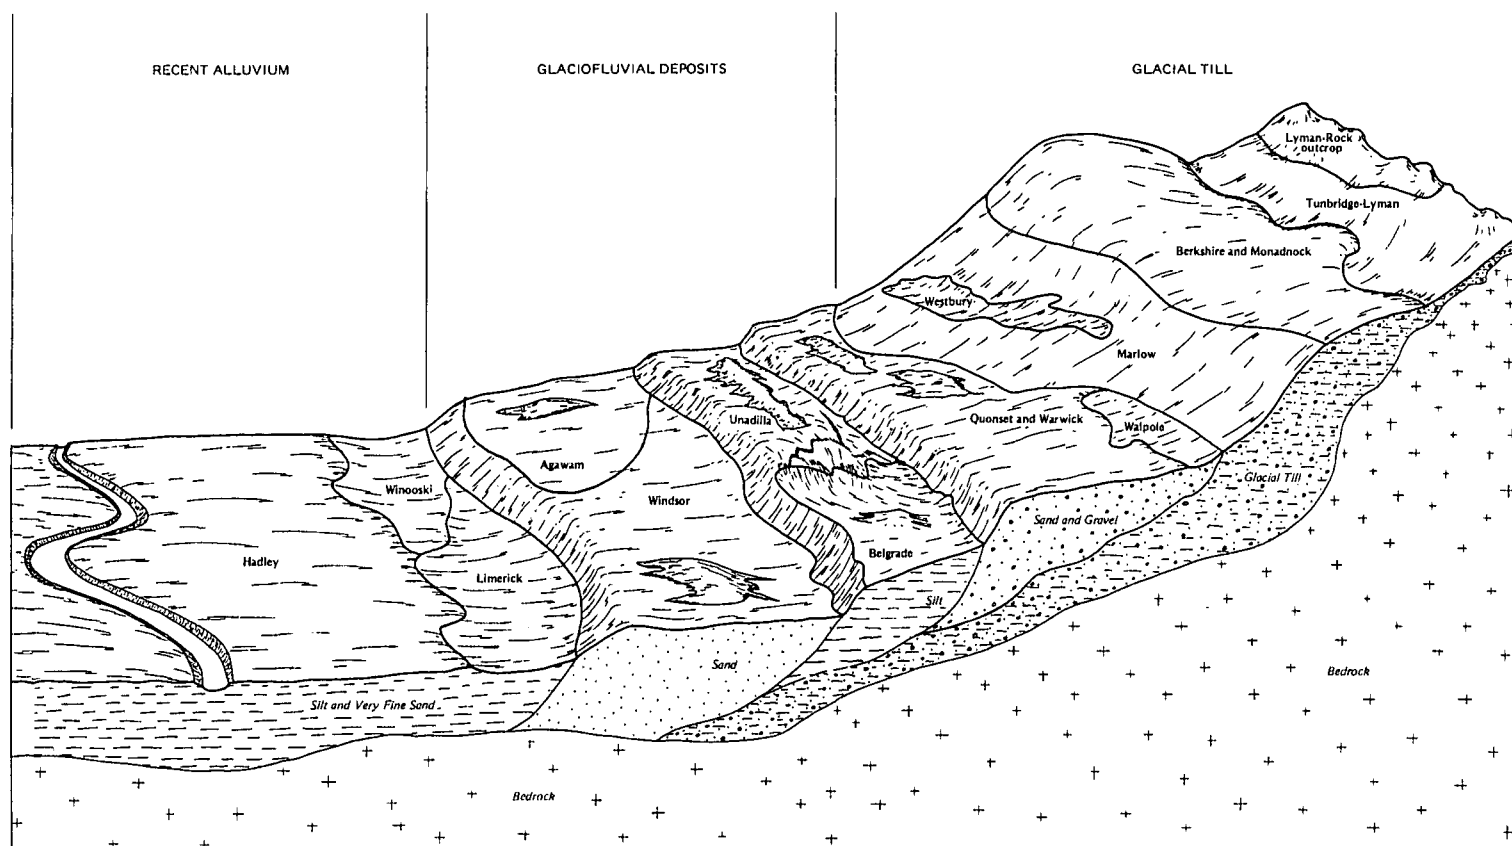 RECENT ALLUVIUM
GLACIOFLUVIAL DEPOSITS
GLACIAL TILL
Lyman-Rock
outcrop
Tunbridge-Lyman
Berkshire and Monadnock
Westbury
Marlow
Unadilla
Quonset and Warwick
Walpole
Agawam
Winooski
Windsor
Glacial Till
Sand and Gravel
Hadley
Limerick
Belgrade
Silt
Sand
Bedrock
Silt and Very Fine Sand
Bedrock